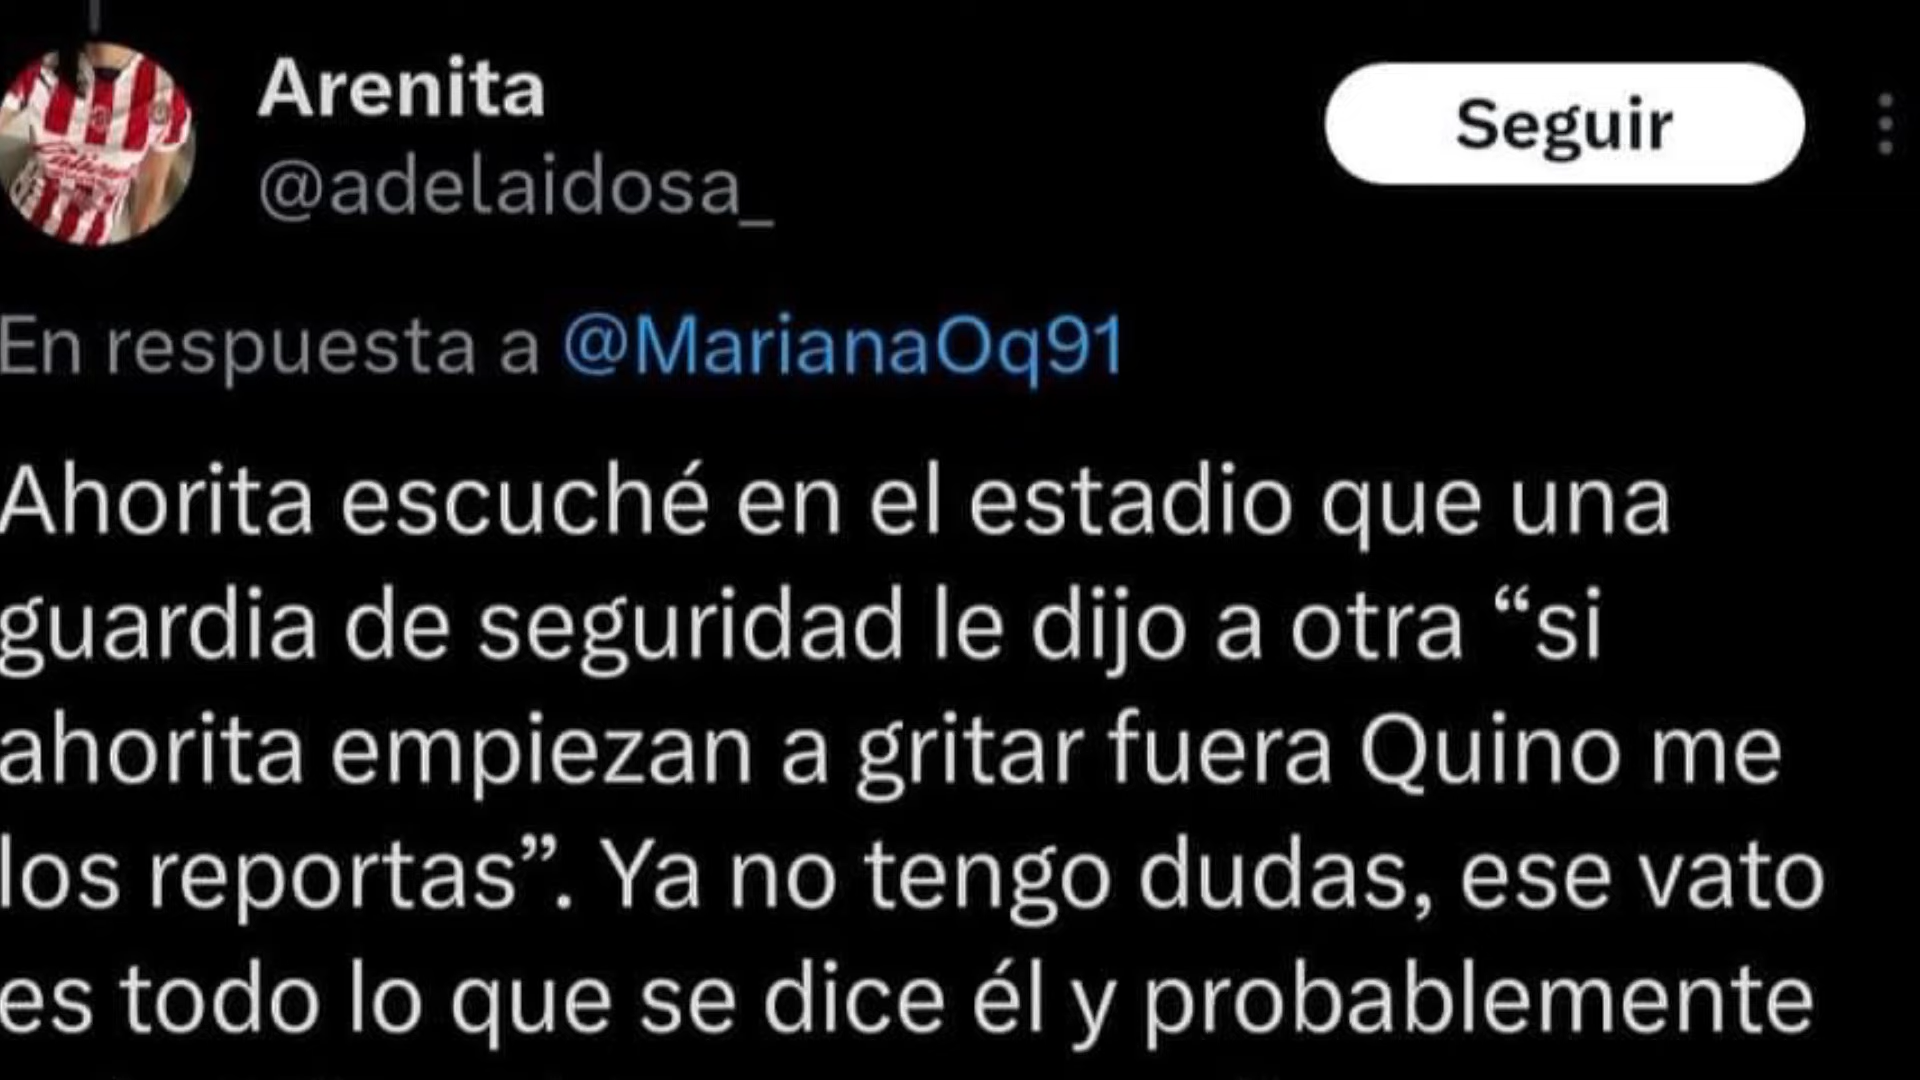 Arenita
Seguir
@adelaidosa_
En respuesta a @MarianaOq91
Ahorita escuché en el estadio que una
guardia de seguridad le dijo a otra “si
ahorita empiezan a gritar fuera Quino me
los reportas”. Ya no tengo dudas, ese vato
es todo lo que se dice él y probablemente